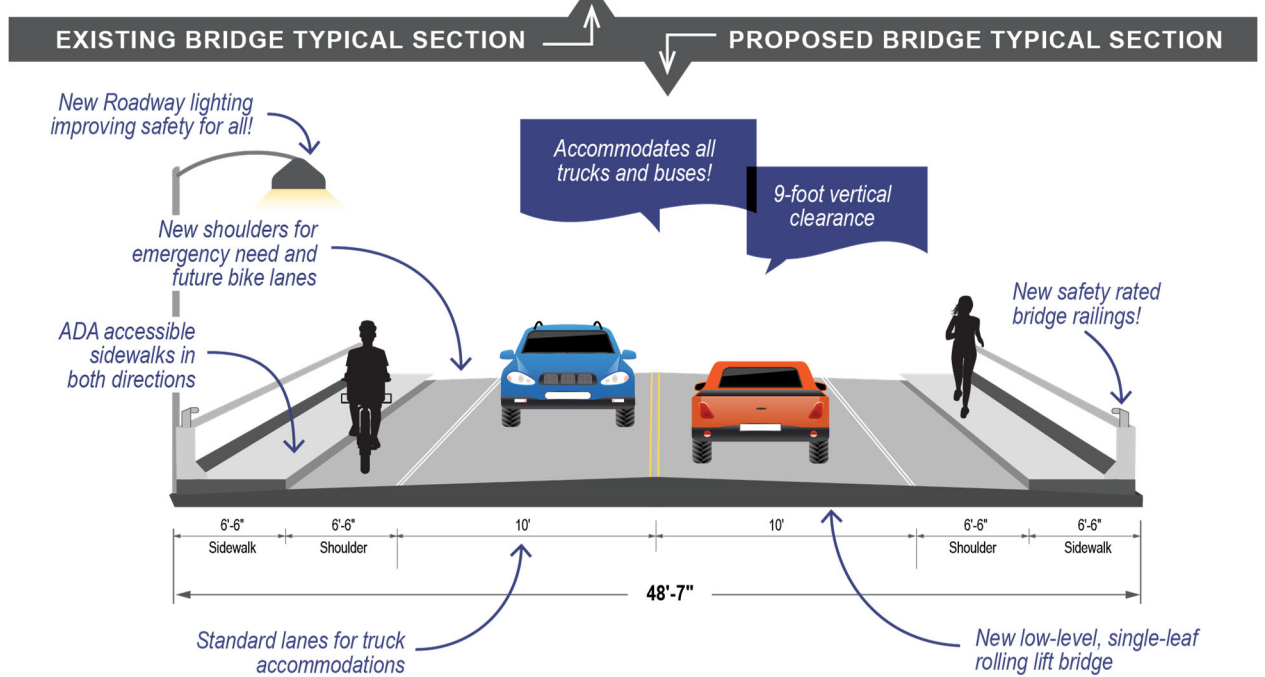 EXISTING BRIDGE TYPICAL SECTION
PROPOSED BRIDGE TYPICAL SECTION
New Roadway lighting
improving safety for all!
Accommodates all
trucks and buses!
9-foot vertical
clearance
New shoulders for
emergency need and
future bike lanes
New safety rated
bridge railings!
ADA accessible
sidewalks in
both directions
6'-6"
Sidewalk
6'-6"
Shoulder
10'
10'
6'-6"
Shoulder
6'-6"
Sidewalk
48'-7"
Standard lanes for truck
accommodations
New low-level, single-leaf
rolling lift bridge